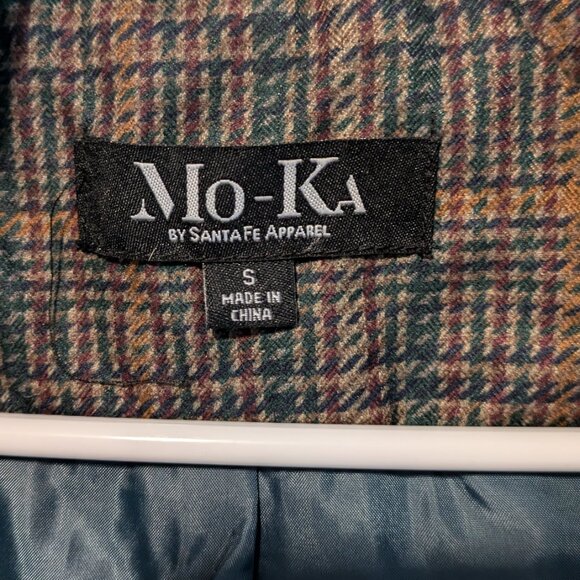 Mo-Ka
by Santa Fe Apparel
S
MADE IN
CHINA